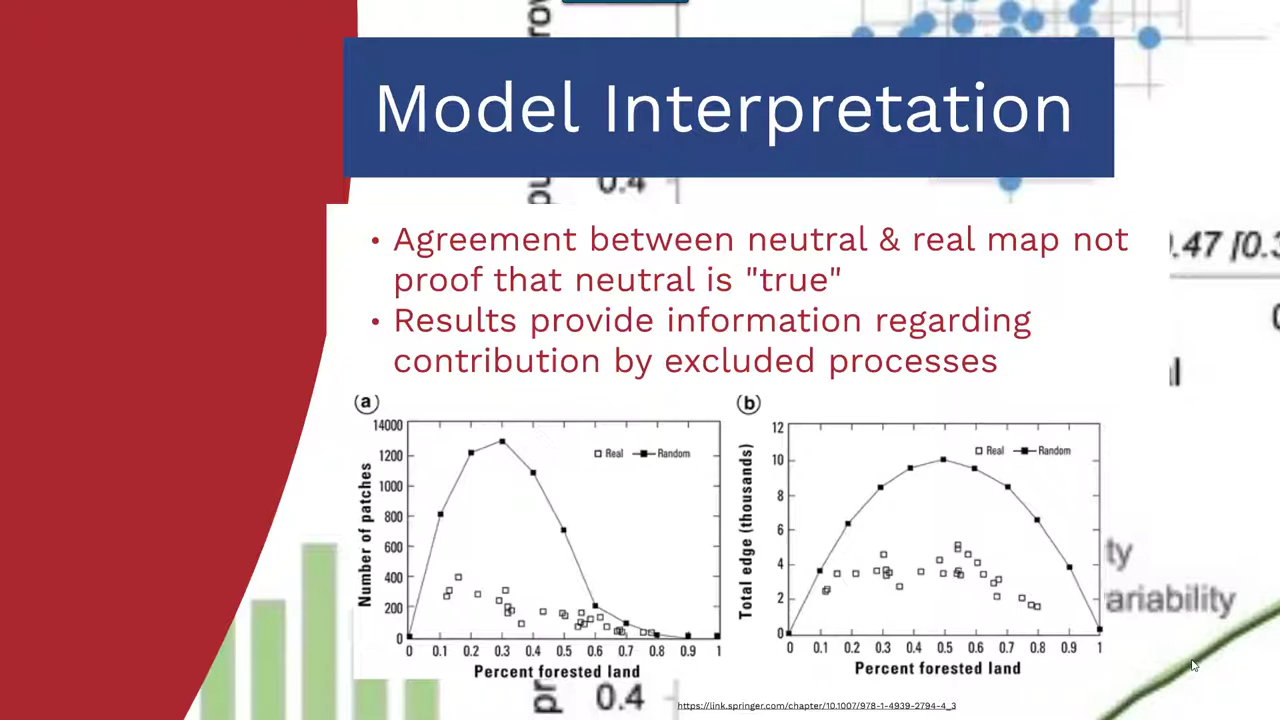 Model Interpretation
0.4
• Agreement between neutral & real map not
proof that neutral is "true"
• Results provide information regarding
contribution by excluded processes
.47 [0.3
(a)
14000
1200
1000
800
600
400
200
0
Number of patches
Real
Random
0 0.1 0.2 0.3 0.4 0.5 0.6 0.7 0.8 0.9 1
Percent forested land
(b)
12
10
8
6
4
2
0
Total edge (thousands)
Real
Random
0 0.1 0.2 0.3 0.4 0.5 0.6 0.7 0.8 0.9 1
Percent forested land
ty
ariability
0.4
https://link.springer.com/chapter/10.1007/978-1-4939-2794-4_3